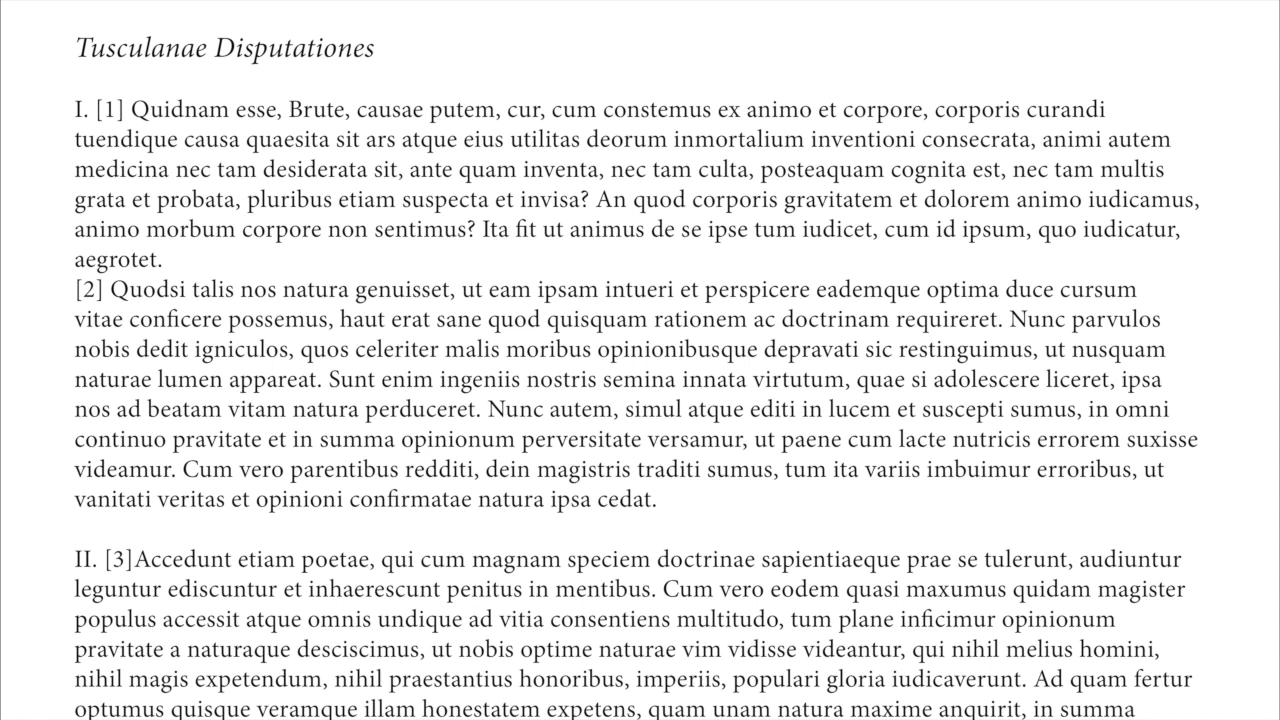 Tusculanae Disputationes
I. [1] Quidnam esse, Brute, causae putem, cur, cum constemus ex animo et corpore, corporis curandi
tuendique causa quaesita sit ars atque eius utilitas deorum inmortalium inventioni consecrata, animi autem
medicina nec tam desiderata sit, ante quam inventa, nec tam culta, posteaquam cognita est, nec tam multis
grata et probata, pluribus etiam suspecta et invisa? An quod corporis gravitatem et dolorem animo iudicamus,
animo morbum corpore non sentimus? Ita fit ut animus de se ipse tum iudicet, cum id ipsum, quo iudicatur,
aegrotet.
[2] Quodsi talis nos natura genuisset, ut eam ipsam intueri et perspicere eademque optima duce cursum
vitae conficere possemus, haut erat sane quod quisquam rationem ac doctrinam requireret. Nunc parvulos
nobis dedit igniculos, quos celeriter malis moribus opinionibusque depravati sic restinguimus, ut nusquam
naturae lumen appareat. Sunt enim ingeniis nostris semina innata virtutum, quae si adolescere liceret, ipsa
nos ad beatam vitam natura perduceret. Nunc autem, simul atque editi in lucem et suscepti sumus, in omni
continuo pravitate et in summa opinionum perversitate versamur, ut paene cum lacte nutricis errorem suxisse
videamur. Cum vero parentibus redditi, dein magistris traditi sumus, tum ita variis imbuimur erroribus, ut
vanitati veritas et opinioni confirmatae natura ipsa cedat.
II. [3]Accedunt etiam poetae, qui cum magnam speciem doctrinae sapientiaeque prae se tulerunt, audiuntur
leguntur ediscuntur et inhaerescunt penitus in mentibus. Cum vero eodem quasi maxumus quidam magister
populus accessit atque omnis undique ad vitia consentiens multitudo, tum plane inficimur opinionum
pravitate a naturaque desciscimus, ut nobis optime naturae vim vidisse videantur, qui nihil melius homini,
nihil magis expetendum, nihil praestantius honoribus, imperiis, populari gloria iudicaverunt. Ad quam fertur
optumus quisque veramque illam honestatem expetens, quam unam natura maxime anquirit, in summa